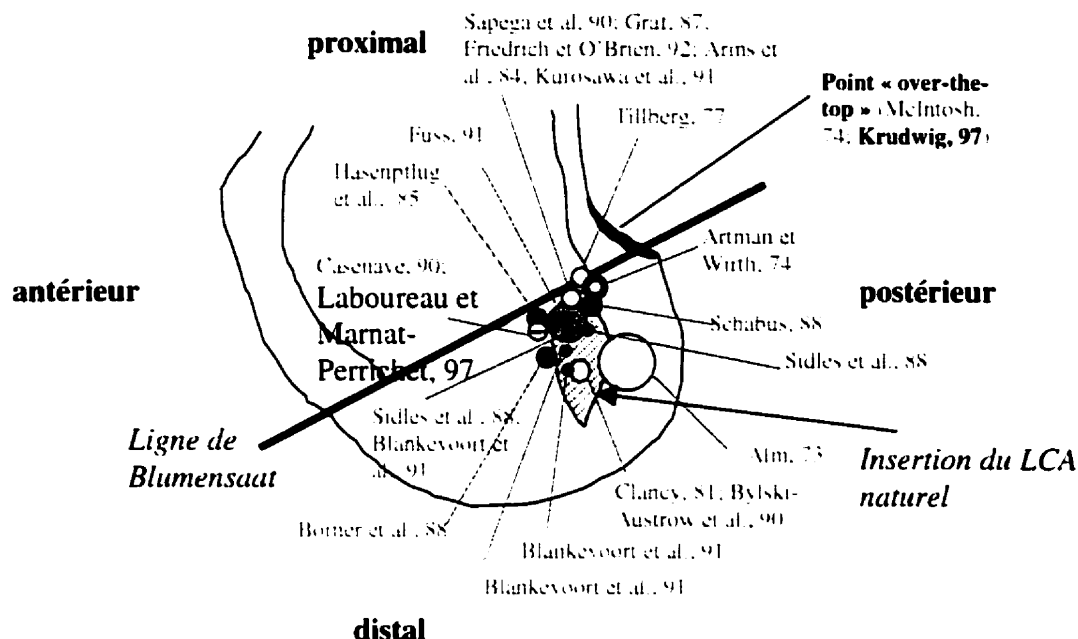 proximal
Sapega et al. 90; Graf, 87,
Friedrich et O'Brien, 92; Arms et
al., 84, Kurosawa et al., 91
Point « over-the-
top » (McIntosh,
74; Krudwig, 97)
Tillberg, 77
Fuss, 91
Hasenpflug
et al., 85
Artman et
Wirth, 74
Casenave, 90;
antérieur
Laboureau et
Marnat-
Perrichet, 97
postérieur
Schabus, 88
Sidles et al., 88
Sidles et al., 88,
Blankevoort et
al., 91
Ligne de
Blumensaat
Alm, 73
Insertion du LCA
naturel
Clancy, 81; Bylski-
Austrow et al., 90
Borner et al., 88
Blankevoort et al., 91
Blankevoort et al., 91
distal